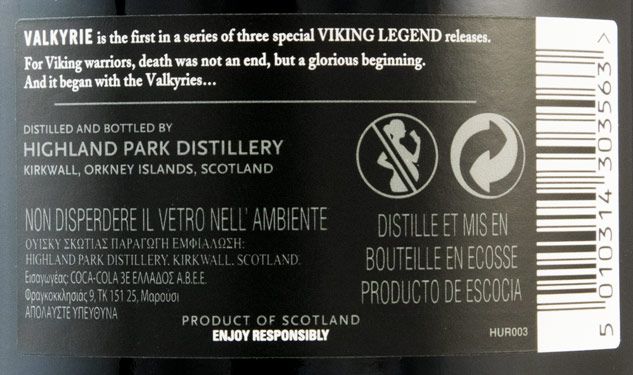 VALKYRIE is the first in a series of three special VIKING LEGEND releases.
For Viking warriors, death was not an end, but a glorious beginning.
And it began with the Valkyries...
DISTILLED AND BOTTLED BY
HIGHLAND PARK DISTILLERY
KIRKWALL, ORKNEY ISLANDS, SCOTLAND
NON DISPERDERE IL VETRO NELL' AMBIENTE
ΟΥΙΣΚΥ ΣΚΩΤΙΑΣ ΠΑΡΑΓΩΓΗ ΕΜΦΙΑΛΩΣΗ:
HIGHLAND PARK DISTILLERY, KIRKWALL, SCOTLAND.
Εισαγωγέας: COCA-COLA 3E ΕΛΛΑΔΟΣ Α.Β.Ε.Ε.
Φραγκοκκλησιάς 9, ΤΚ 151 25, Μαρούσι
ΑΠΟΛΑΥΣΤΕ ΥΠΕΥΘΥΝΑ
DISTILLE ET MIS EN
BOUTEILLE EN ECOSSE
PRODUCTO DE ESCOCIA
PRODUCT OF SCOTLAND
ENJOY RESPONSIBLY
HUR003
5 010314 303563 >